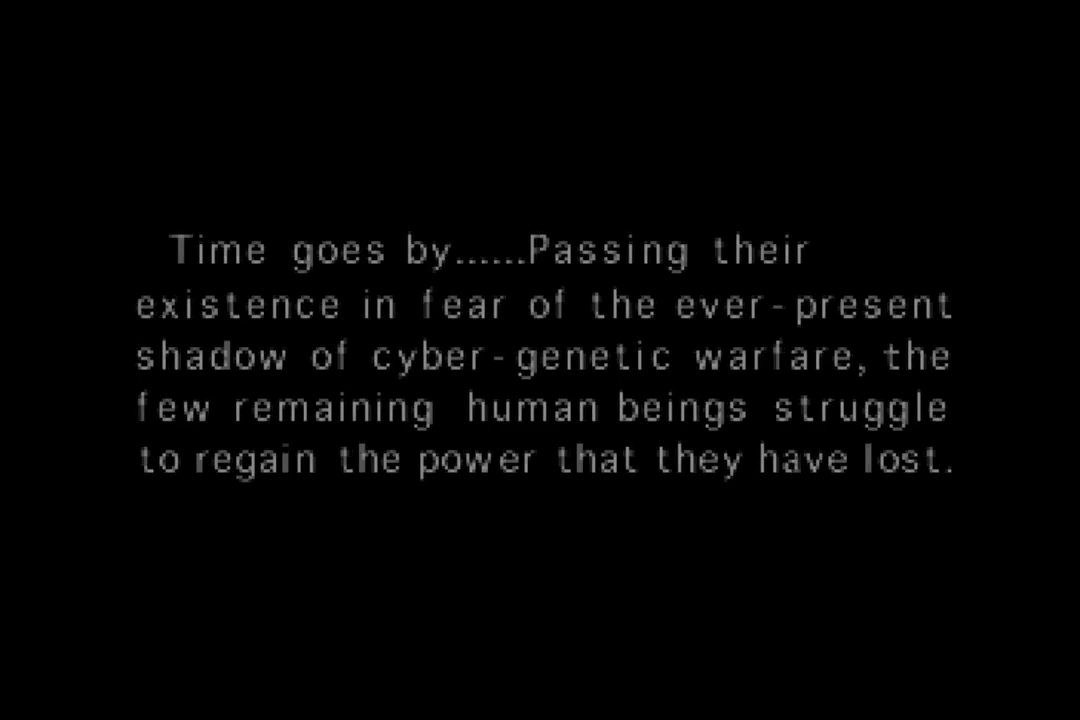 Time goes by......Passing their
existence in fear of the ever-present
shadow of cyber-genetic warfare, the
few remaining human beings struggle
to regain the power that they have lost.